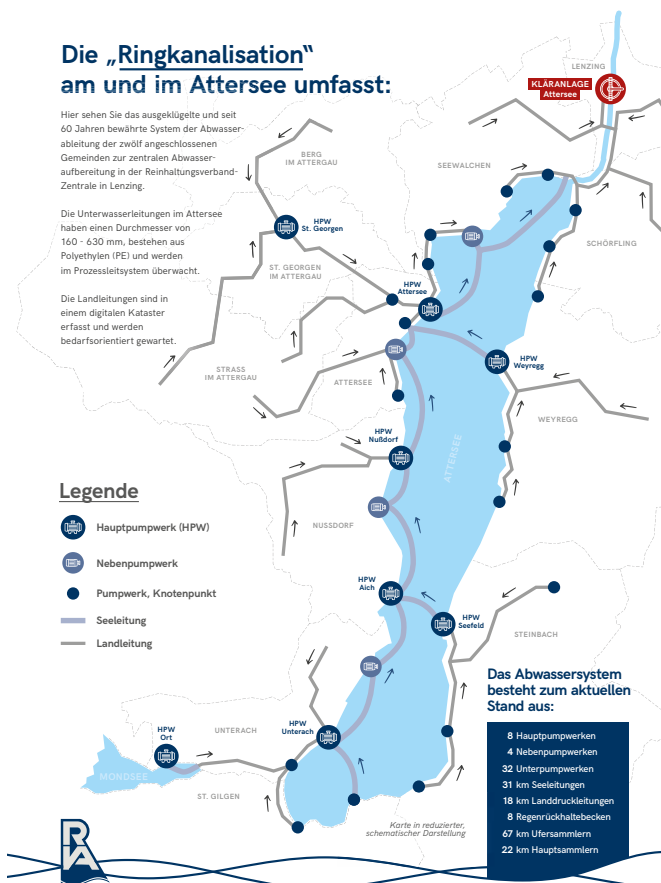 Die „Ringkanalisation“
am und im Attersee umfasst:
Hier sehen Sie das ausgeklügelte und seit
60 Jahren bewährte System der Abwasser-
ableitung der zwölf angeschlossenen
Gemeinden zur zentralen Abwasser-
aufbereitung in der Reinhaltungsverband-
Zentrale in Lenzing.
Die Unterwasserleitungen im Attersee
haben einen Durchmesser von
160 - 630 mm, bestehen aus
Polyethylen (PE) und werden
im Prozessleitsystem überwacht.
Die Landleitungen sind in
einem digitalen Kataster
erfasst und werden
bedarfsorientiert gewartet.
LENZING
KLÄRANLAGE
Attersee
BERG
IM ATTERGAU
SEEWALCHEN
HPW
St. Georgen
SCHÖRFLING
ST. GEORGEN
IM ATTERGAU
HPW
Attersee
HPW
Weyregg
STRASS
IM ATTERGAU
ATTERSEE
WEYREGG
HPW
Nußdorf
ATTERSEE
NUSSDORF
HPW
Aich
HPW
Seefeld
STEINBACH
HPW
Unterach
UNTERACH
HPW
Ort
MONDSEE
ST. GILGEN
Legende
Hauptpumpwerk (HPW)
Nebenpumpwerk
Pumpwerk, Knotenpunkt
Seeleitung
Landleitung
Das Abwassersystem
besteht zum aktuellen
Stand aus:
8 Hauptpumpwerken
4 Nebenpumpwerken
32 Unterpumpwerken
31 km Seeleitungen
18 km Landdruckleitungen
8 Regenrückhaltebecken
67 km Ufersammlern
22 km Hauptsammlern
Karte in reduzierter,
schematischer Darstellung
RVA